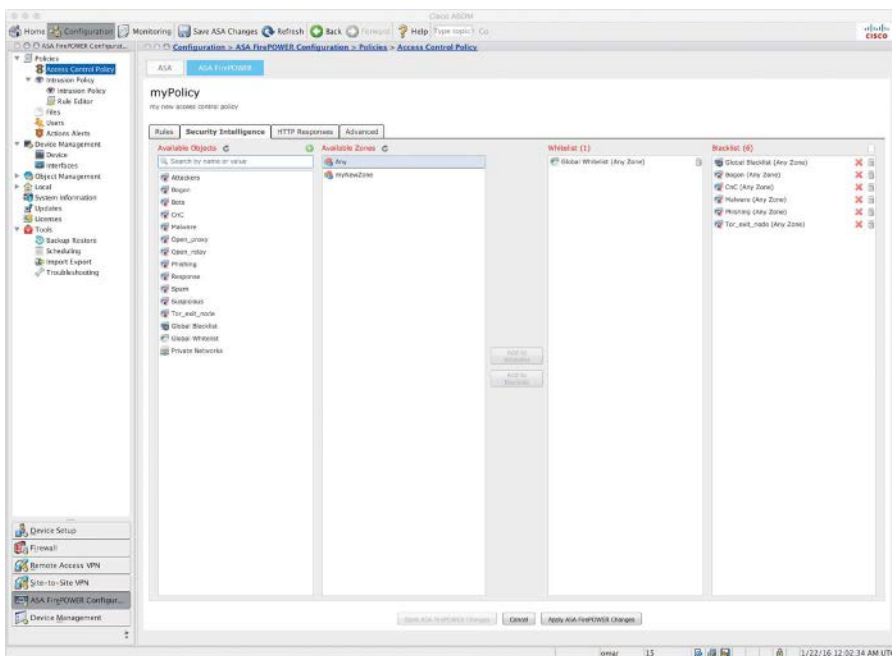 Cisco ASDM
Home Configuration Monitoring Save ASA Changes Refresh Back Forward Help Type topic Go
CISCO
ASA FirePOWER Configurat...
Configuration > ASA FirePOWER Configuration > Policies > Access Control Policy
Policies
Access Control Policy
Intrusion Policy
Intrusion Policy
Rule Editor
Files
Users
Actions Alerts
Device Management
Device
Interfaces
Object Management
Local
System Information
Updates
Licenses
Tools
Backup Restore
Scheduling
Import Export
Troubleshooting
Device Setup
Firewall
Remote Access VPN
Site-to-Site VPN
ASA FirePOWER Configur...
Device Management
ASA ASA FirePOWER
myPolicy
my new access control policy
Rules Security Intelligence HTTP Responses Advanced
Available Objects
Search by name or value
Attackers
Bogon
Bots
CnC
Malware
Open_proxy
Open_relay
Phishing
Response
Spam
Suspicious
Tor_exit_node
Global Blacklist
Global Whitelist
Private Networks
Available Zones
Any
myNewZone
Add to Whitelist
Add to Blacklist
Whitelist (1)
Global Whitelist (Any Zone)
Blacklist (6)
Global Blacklist (Any Zone)
Bogon (Any Zone)
CnC (Any Zone)
Malware (Any Zone)
Phishing (Any Zone)
Tor_exit_node (Any Zone)
Store ASA FirePOWER Changes Cancel Apply ASA FirePOWER Changes
omar 15 1/22/16 12:02:34 AM UTC